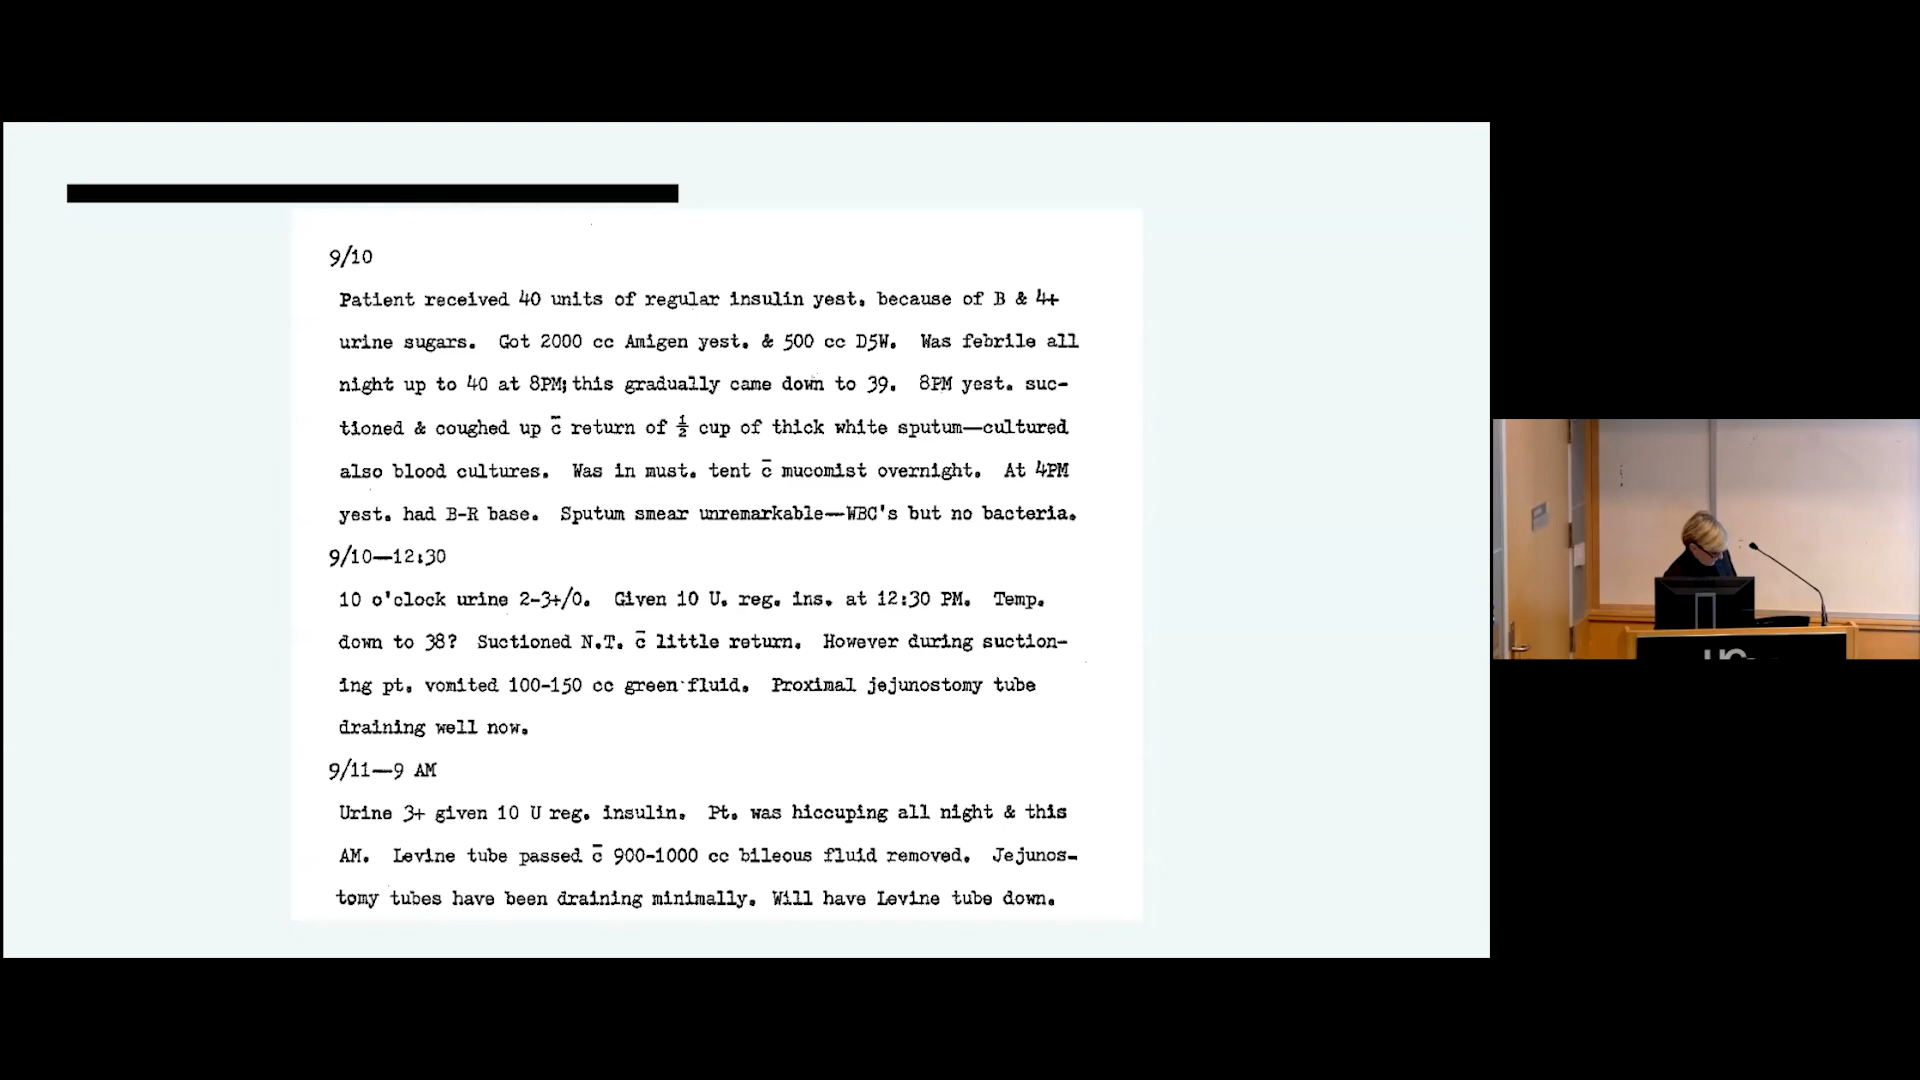 9/10
Patient received 40 units of regular insulin yest. because of B & 4+
urine sugars. Got 2000 cc Amigen yest. & 500 cc D5W. Was febrile all
night up to 40 at 8PM; this gradually came down to 39. 8PM yest. suc-
tioned & coughed up c̄ return of ½ cup of thick white sputum—cultured
also blood cultures. Was in must. tent c̄ mucomist overnight. At 4PM
yest. had B-R base. Sputum smear unremarkable—WBC's but no bacteria.
9/10—12:30
10 o'clock urine 2-3+/0. Given 10 U. reg. ins. at 12:30 PM. Temp.
down to 38? Suctioned N.T. c̄ little return. However during suction-
ing pt. vomited 100-150 cc green fluid. Proximal jejunostomy tube
draining well now.
9/11—9 AM
Urine 3+ given 10 U reg. insulin. Pt. was hiccuping all night & this
AM. Levine tube passed c̄ 900-1000 cc bileous fluid removed. Jejunos-
tomy tubes have been draining minimally. Will have Levine tube down.